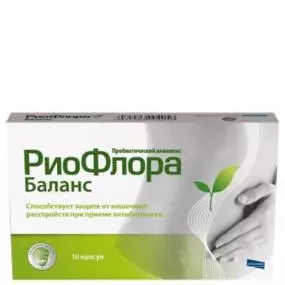 Пробиотический комплекс
РиоФлора
Баланс
Способствует защите от кишечных
расстройств при приеме антибиотиков
10 капсул